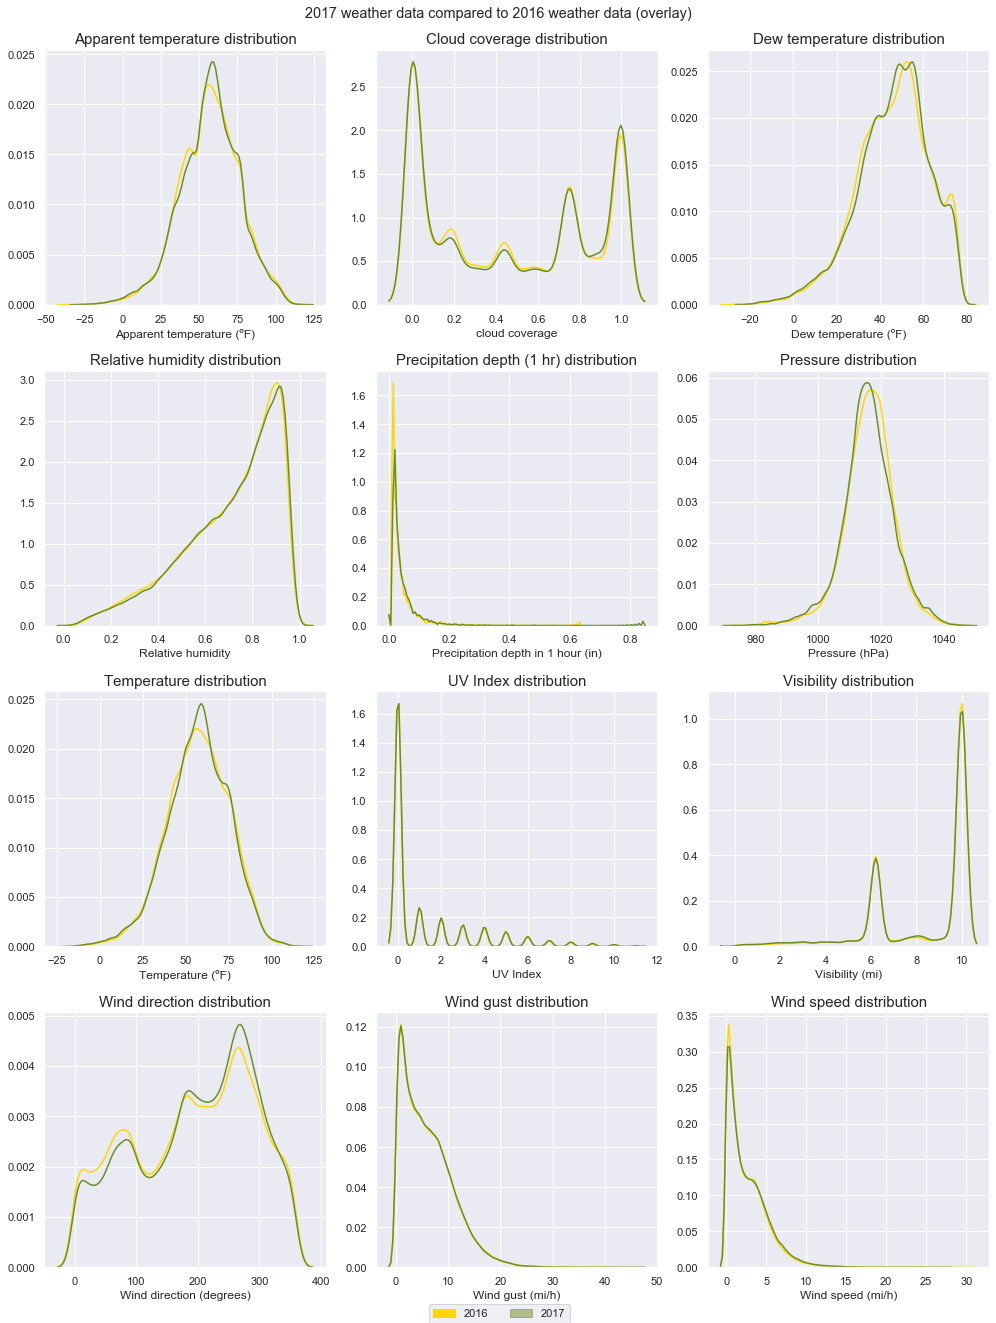 2017 weather data compared to 2016 weather data (overlay)
Apparent temperature distribution
0.025
0.020
0.015
0.010
0.005
0.000
−50 −25 0 25 50 75 100 125
Apparent temperature (°F)
Cloud coverage distribution
2.5
2.0
1.5
1.0
0.5
0.0
0.0 0.2 0.4 0.6 0.8 1.0
cloud coverage
Dew temperature distribution
0.025
0.020
0.015
0.010
0.005
0.000
−20 0 20 40 60 80
Dew temperature (°F)
Relative humidity distribution
3.0
2.5
2.0
1.5
1.0
0.5
0.0
0.0 0.2 0.4 0.6 0.8 1.0
Relative humidity
Precipitation depth (1 hr) distribution
1.6
1.4
1.2
1.0
0.8
0.6
0.4
0.2
0.0
0.0 0.2 0.4 0.6 0.8
Precipitation depth in 1 hour (in)
Pressure distribution
0.06
0.05
0.04
0.03
0.02
0.01
0.00
980 1000 1020 1040
Pressure (hPa)
Temperature distribution
0.025
0.020
0.015
0.010
0.005
0.000
−25 0 25 50 75 100 125
Temperature (°F)
UV Index distribution
1.6
1.4
1.2
1.0
0.8
0.6
0.4
0.2
0.0
0 2 4 6 8 10 12
UV Index
Visibility distribution
1.0
0.8
0.6
0.4
0.2
0.0
0 2 4 6 8 10
Visibility (mi)
Wind direction distribution
0.005
0.004
0.003
0.002
0.001
0.000
0 100 200 300 400
Wind direction (degrees)
Wind gust distribution
0.12
0.10
0.08
0.06
0.04
0.02
0.00
0 10 20 30 40 50
Wind gust (mi/h)
Wind speed distribution
0.35
0.30
0.25
0.20
0.15
0.10
0.05
0.00
0 5 10 15 20 25 30
Wind speed (mi/h)
2016 2017